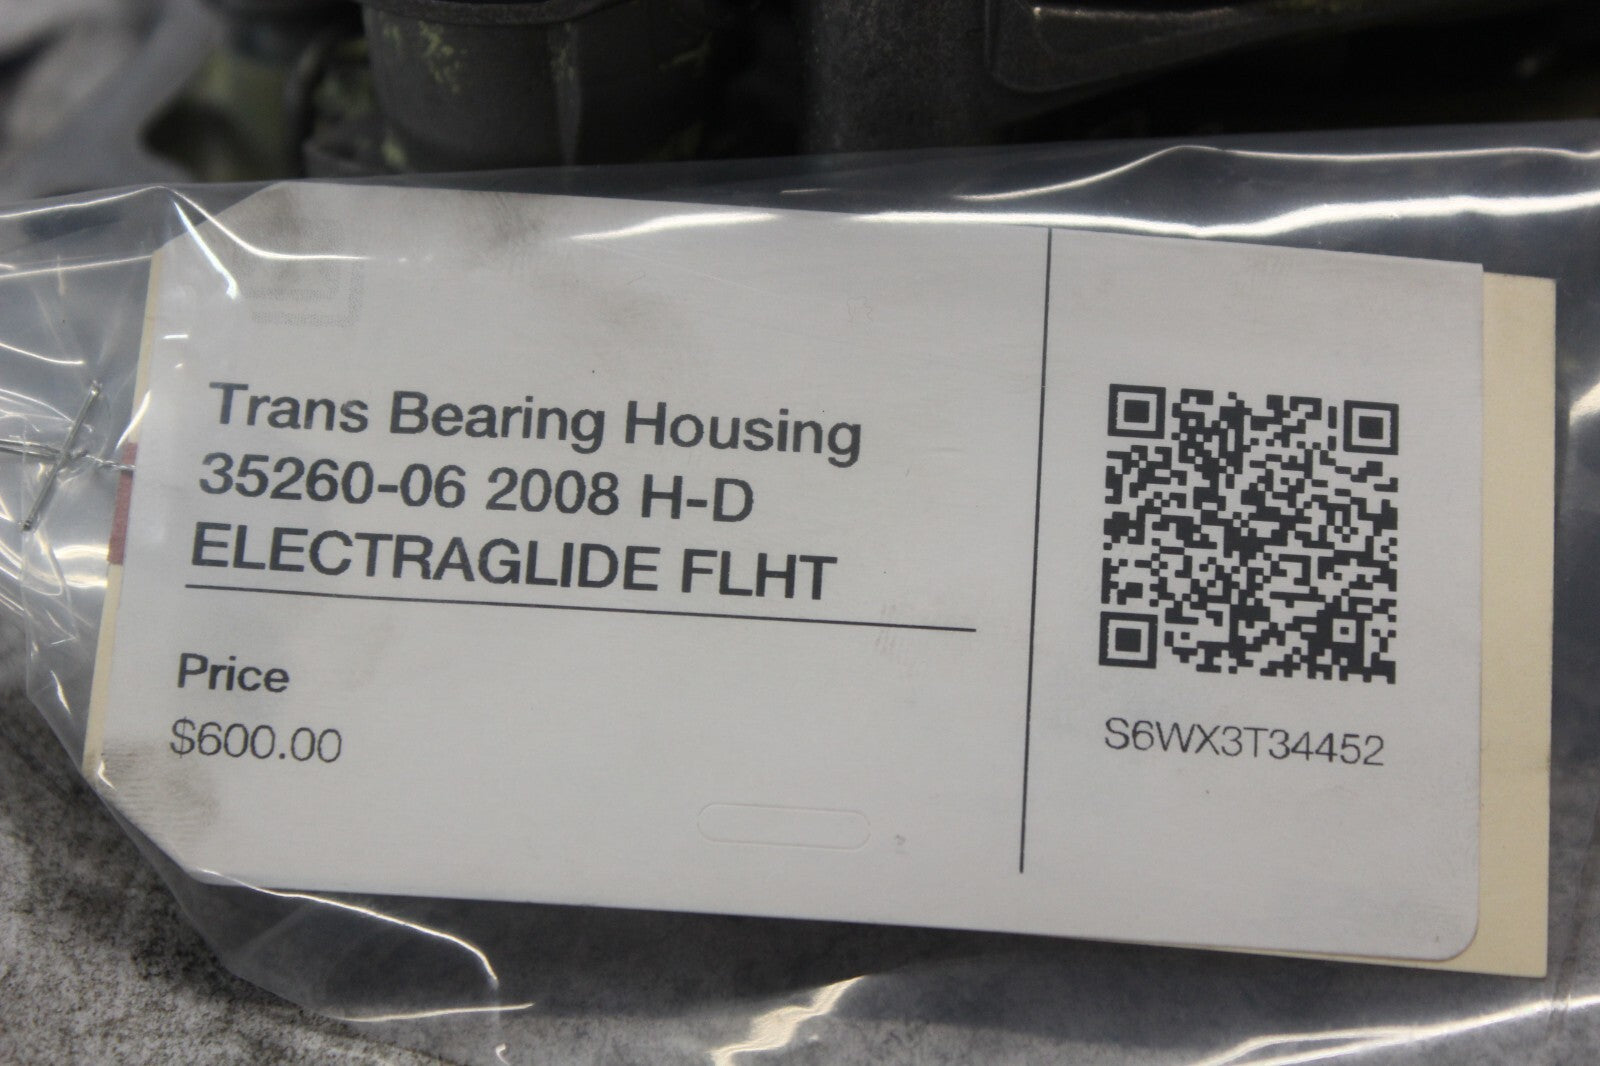 Trans Bearing Housing
35260-06 2008 H-D
ELECTRAGLIDE FLHT
Price
$600.00
S6WX3T34452